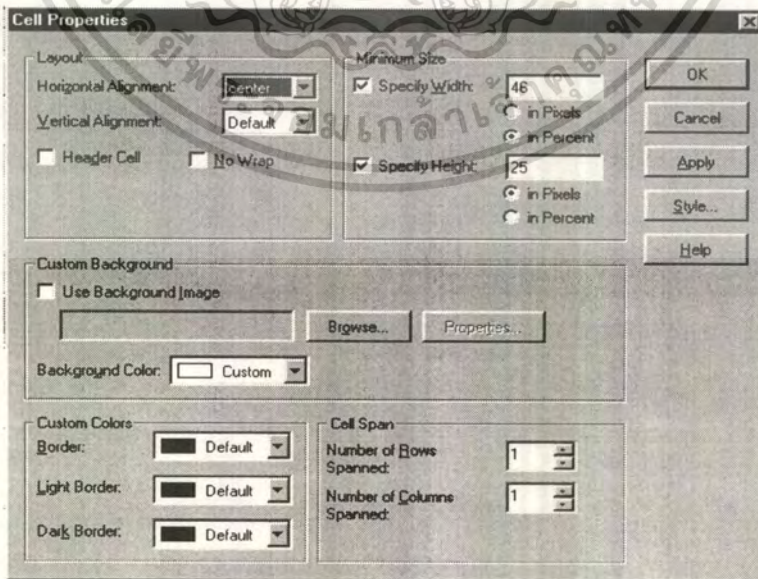 Cell Properties
Layout
Horizontal Alignment: center
Vertical Alignment: Default
Header Cell
No Wrap
Minimum Size
Specify Width: 46
in Pixels
in Percent
Specify Height: 25
in Pixels
in Percent
OK
Cancel
Apply
Style...
Help
Custom Background
Use Background Image
Browse...
Properties...
Background Color: Custom
Custom Colors
Border: Default
Light Border: Default
Dark Border: Default
Cell Span
Number of Rows
Spanned: 1
Number of Columns
Spanned: 1